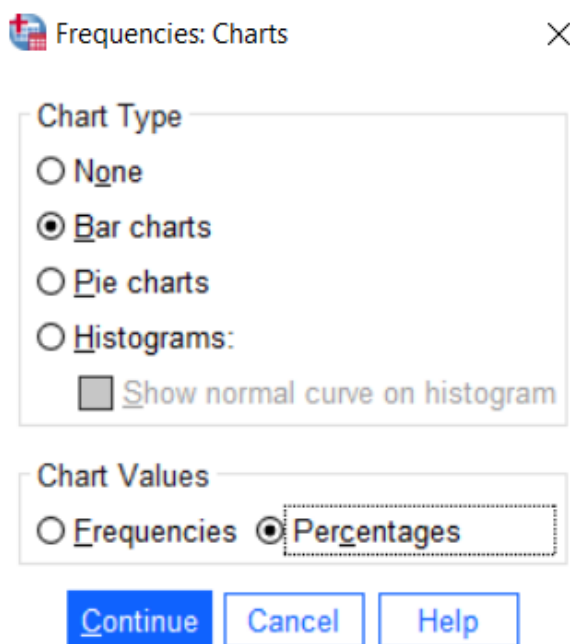 Frequencies: Charts
Chart Type
None
Bar charts
Pie charts
Histograms:
Show normal curve on histogram
Chart Values
Frequencies Percentages
Continue Cancel Help